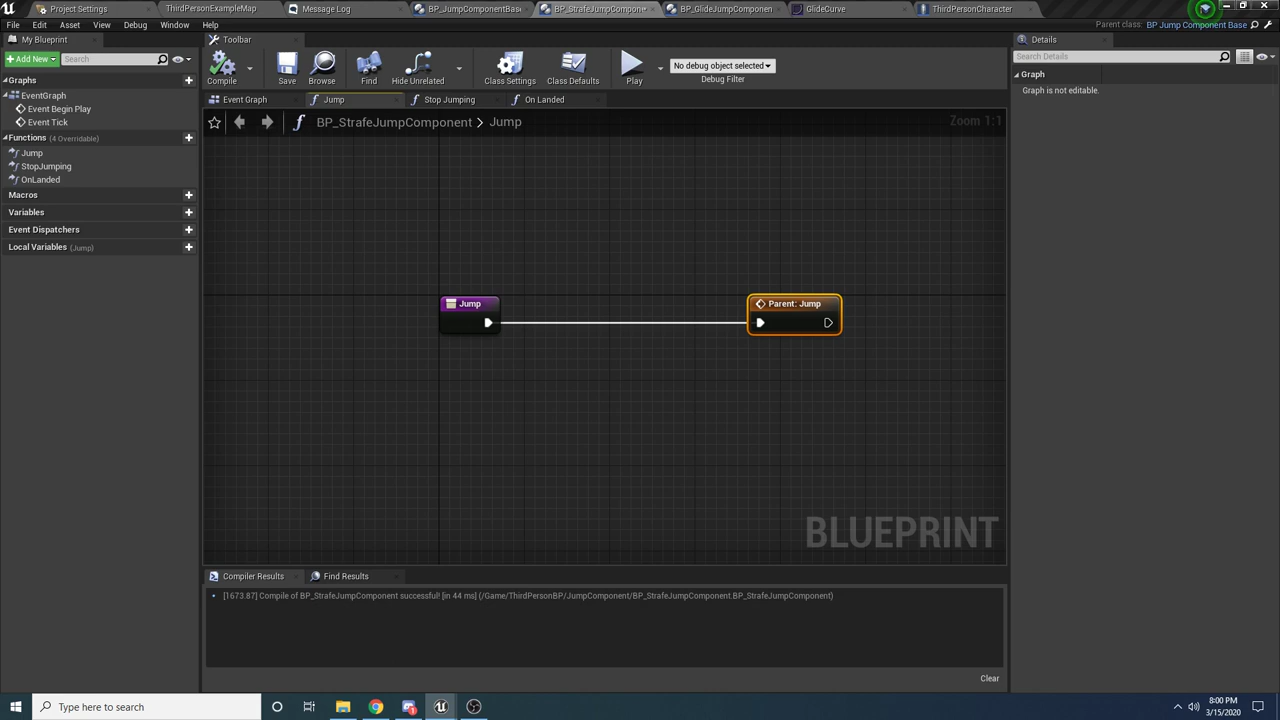 Project Settings
ThirdPersonExampleMap
Message Log
BP_JumpComponentBase
BP_StrafeJumpCompone
BP_GlideJumpComponen
GlideCurve
ThirdPersonCharacter
File Edit Asset View Debug Window Help
Parent class: BP Jump Component Base
My Blueprint
Toolbar
Details
Add New
Search
Compile
Save
Browse
Find
Hide Unrelated
Class Settings
Class Defaults
Play
No debug object selected
Debug Filter
Search Details
Graph
Graph is not editable.
Graphs
EventGraph
Event Begin Play
Event Tick
Functions (4 Overridable)
Jump
StopJumping
OnLanded
Macros
Variables
Event Dispatchers
Local Variables (Jump)
Event Graph
Jump
Stop Jumping
On Landed
BP_StrafeJumpComponent > Jump
Zoom 1:1
Jump
Parent: Jump
BLUEPRINT
Compiler Results
Find Results
[1673.87] Compile of BP_StrafeJumpComponent successful! [in 44 ms] (/Game/ThirdPersonBP/JumpComponent/BP_StrafeJumpComponent.BP_StrafeJumpComponent)
Clear
Type here to search
8:00 PM
3/15/2020